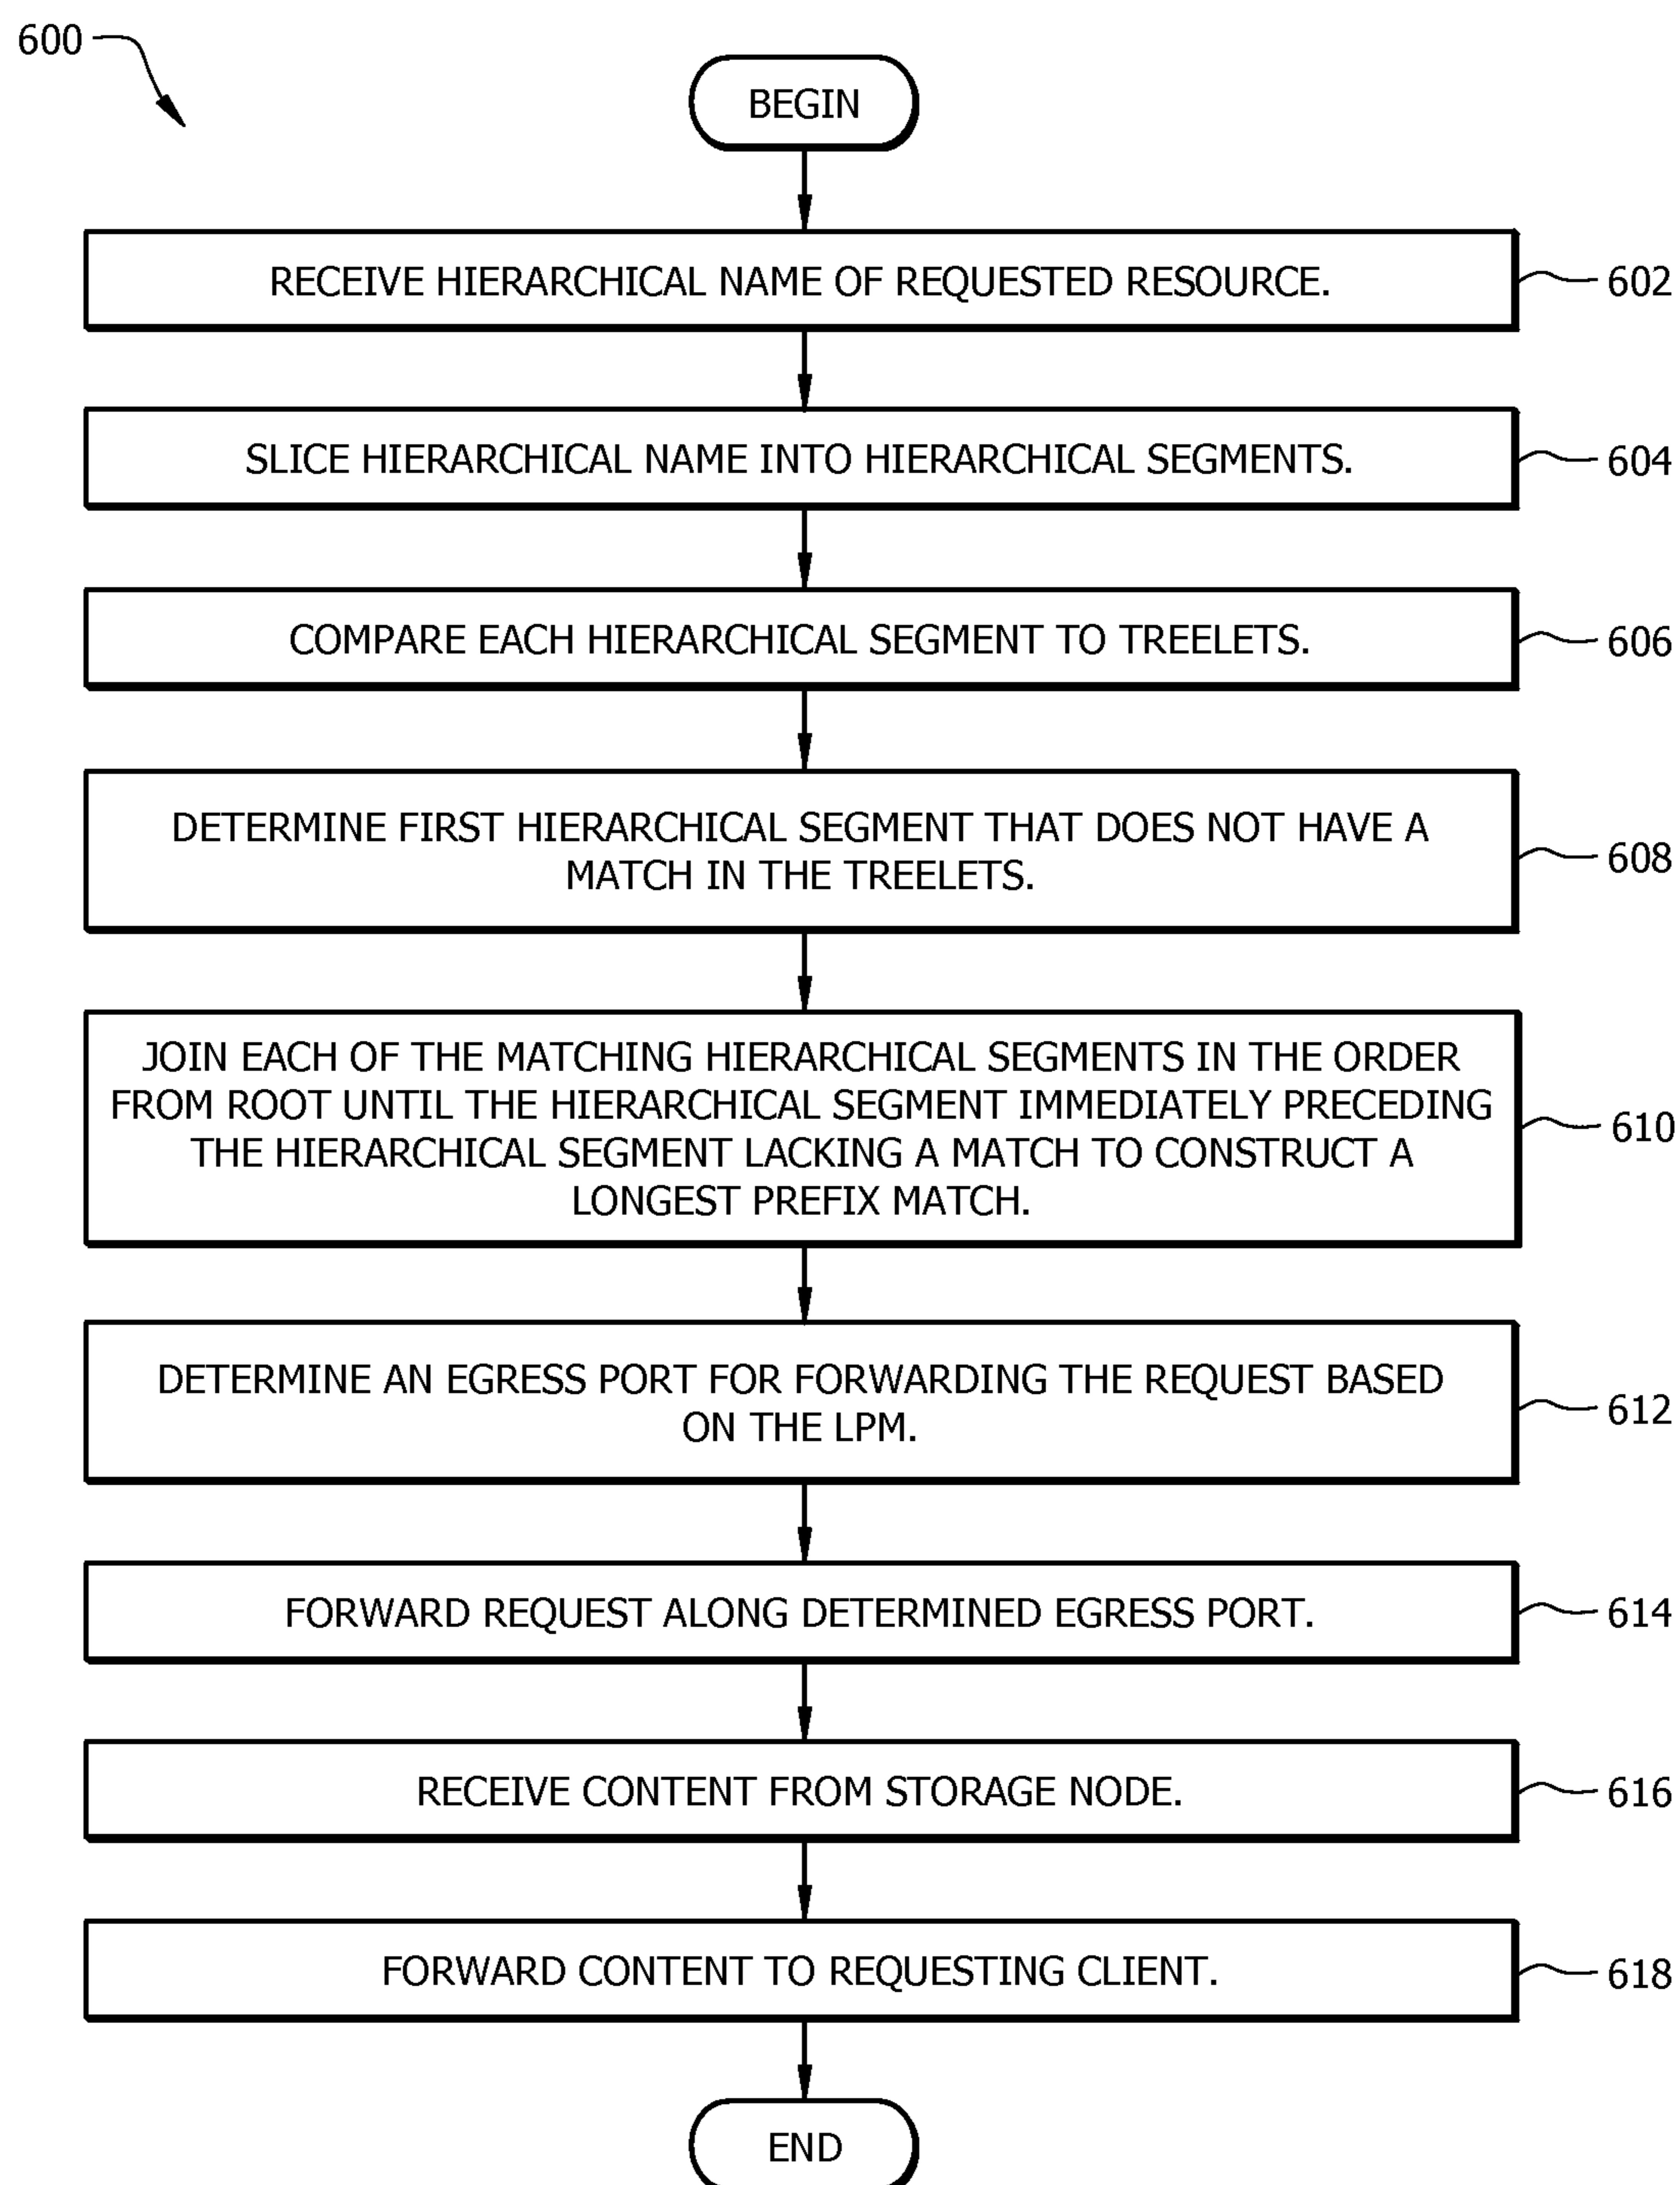 600
BEGIN
RECEIVE HIERARCHICAL NAME OF REQUESTED RESOURCE.
602
SLICE HIERARCHICAL NAME INTO HIERARCHICAL SEGMENTS.
604
COMPARE EACH HIERARCHICAL SEGMENT TO TREELETS.
606
DETERMINE FIRST HIERARCHICAL SEGMENT THAT DOES NOT HAVE A
MATCH IN THE TREELETS.
608
JOIN EACH OF THE MATCHING HIERARCHICAL SEGMENTS IN THE ORDER
FROM ROOT UNTIL THE HIERARCHICAL SEGMENT IMMEDIATELY PRECEDING
THE HIERARCHICAL SEGMENT LACKING A MATCH TO CONSTRUCT A
LONGEST PREFIX MATCH.
610
DETERMINE AN EGRESS PORT FOR FORWARDING THE REQUEST BASED
ON THE LPM.
612
FORWARD REQUEST ALONG DETERMINED EGRESS PORT.
614
RECEIVE CONTENT FROM STORAGE NODE.
616
FORWARD CONTENT TO REQUESTING CLIENT.
618
END